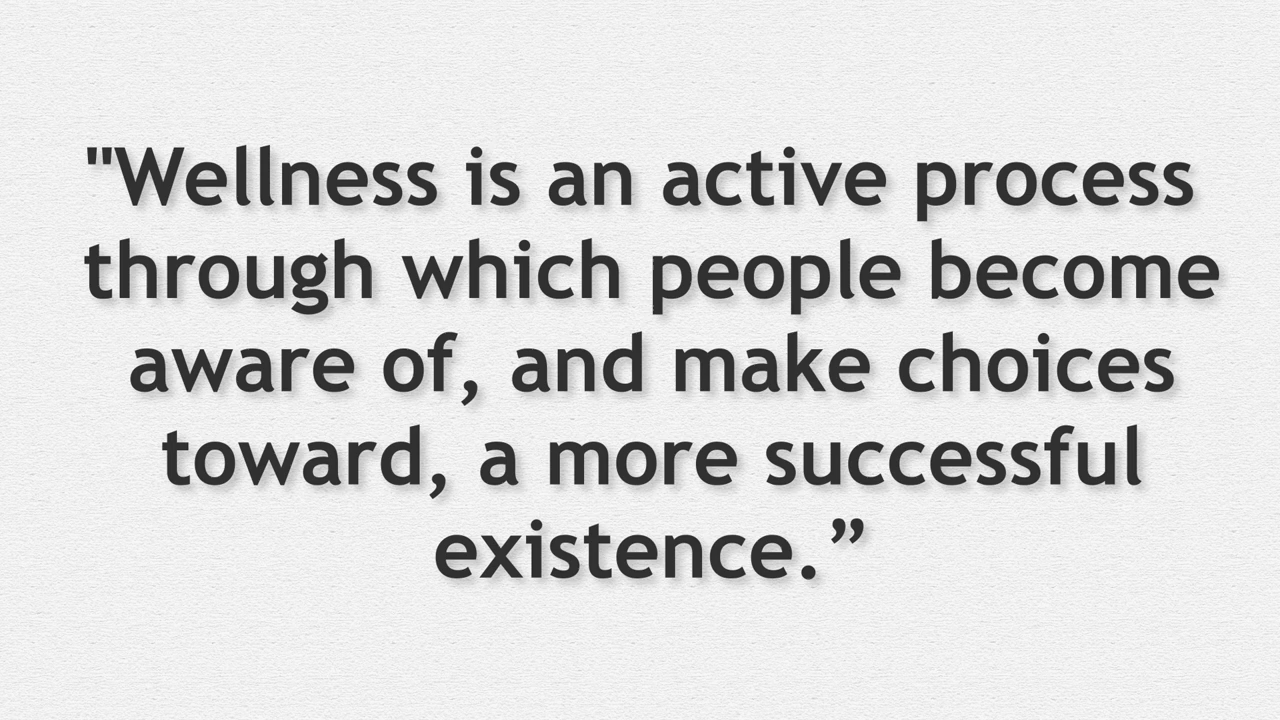 "Wellness is an active process
through which people become
aware of, and make choices
toward, a more successful
existence.”